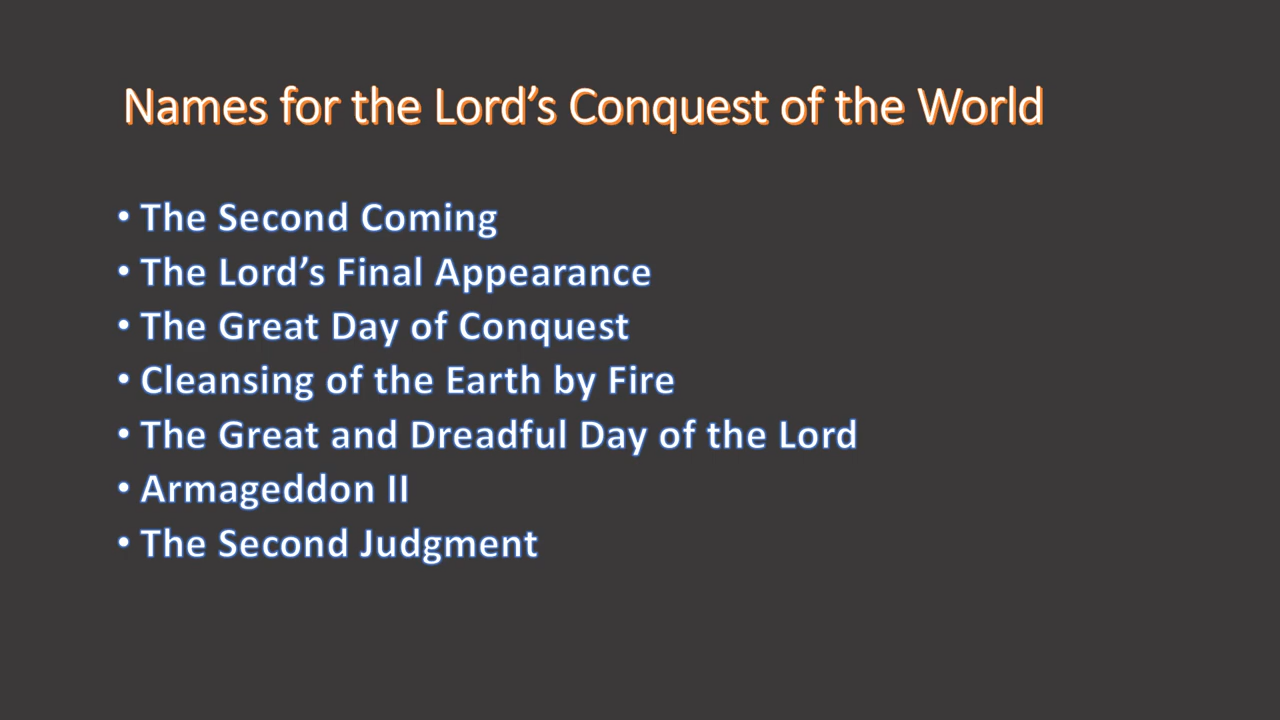 Names for the Lord’s Conquest of the World
• The Second Coming
• The Lord’s Final Appearance
• The Great Day of Conquest
• Cleansing of the Earth by Fire
• The Great and Dreadful Day of the Lord
• Armageddon II
• The Second Judgment